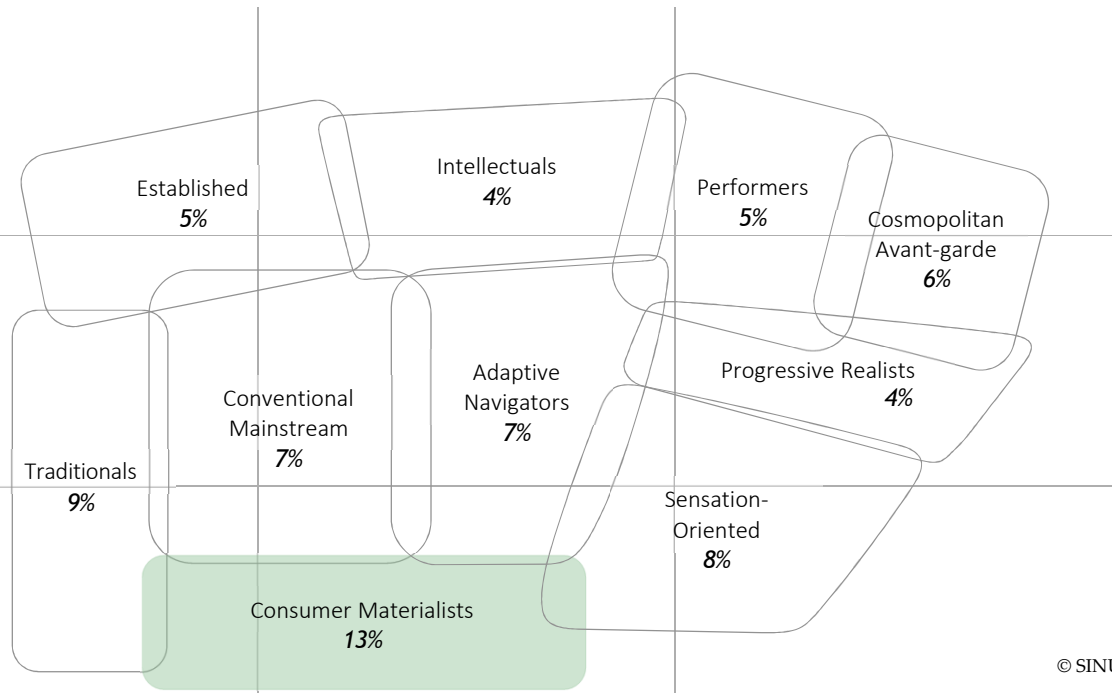 Established
5%
Intellectuals
4%
Performers
5%
Cosmopolitan
Avant-garde
6%
Progressive Realists
4%
Adaptive
Navigators
7%
Conventional
Mainstream
7%
Traditionals
9%
Sensation-
Oriented
8%
Consumer Materialists
13%
© SINU